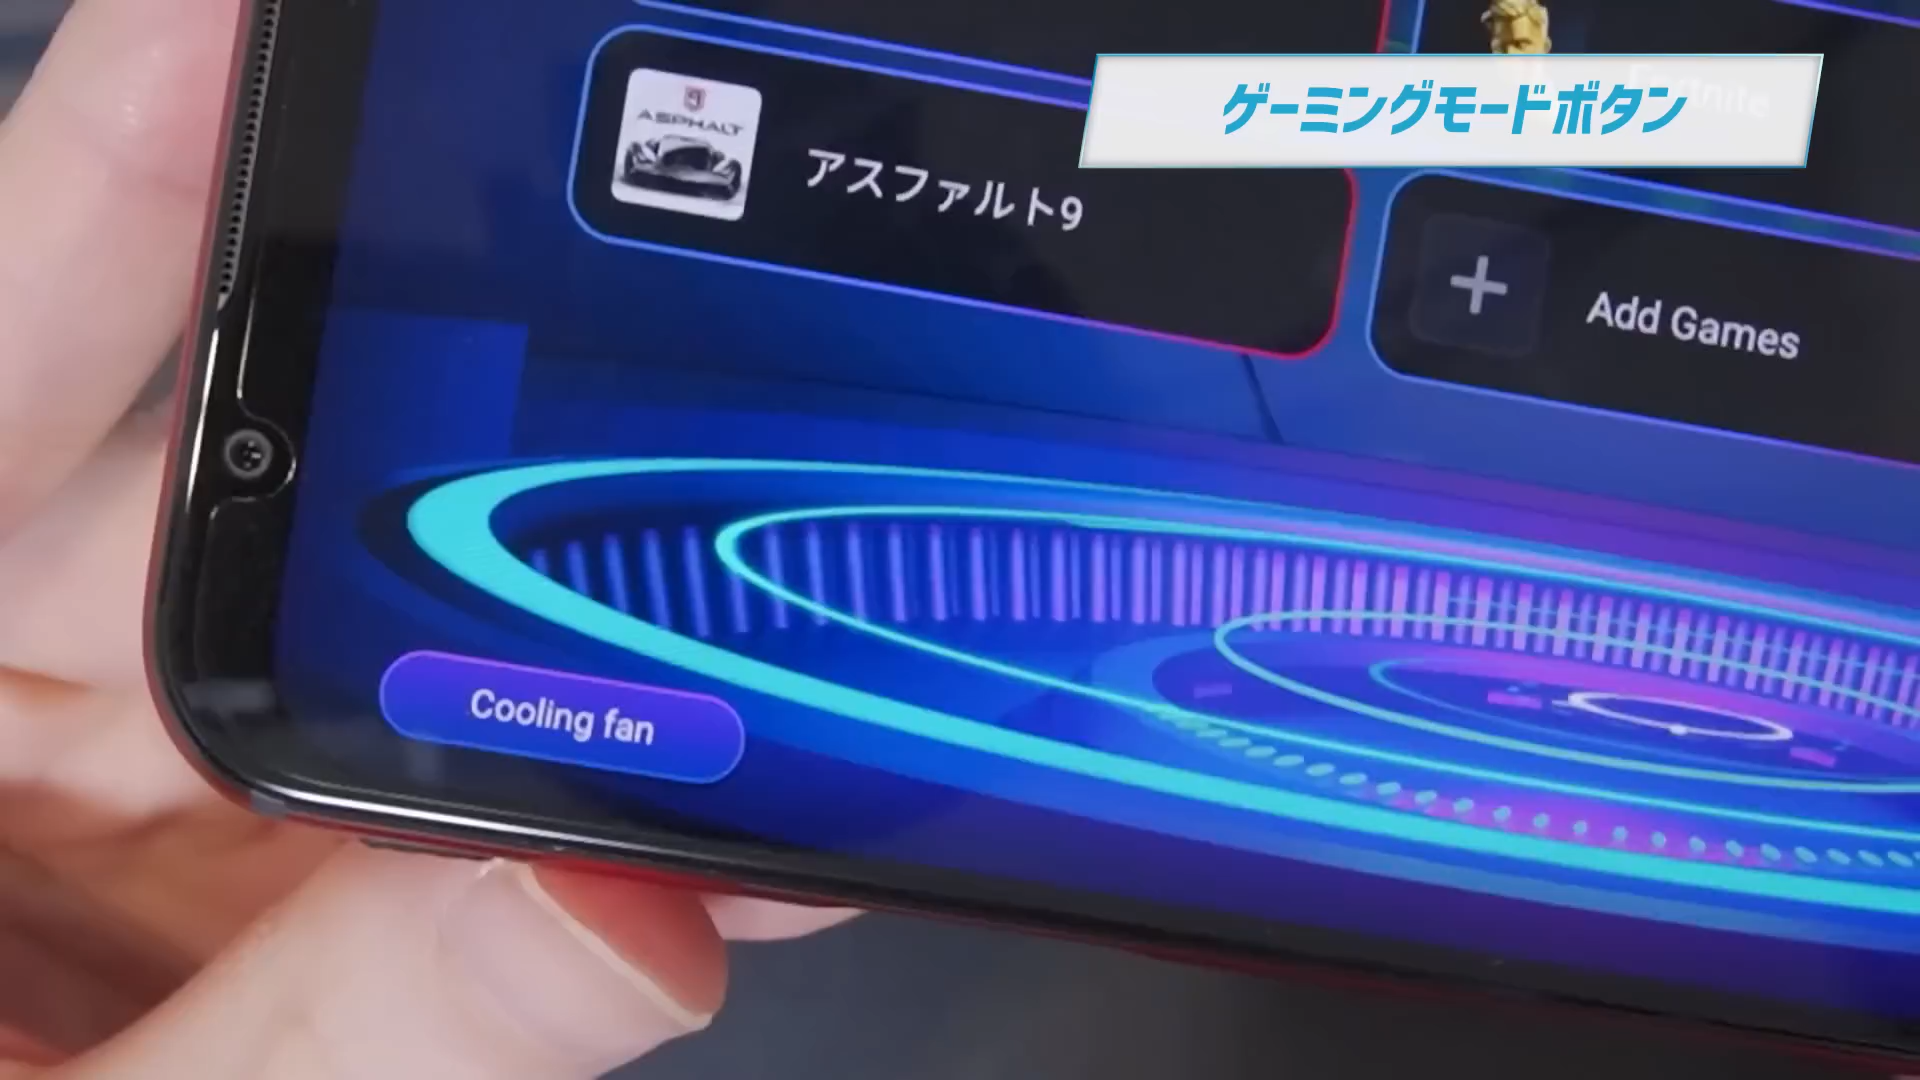 ゲーミングモードボタン
Fortnite
ASPHALT
アスファルト9
Add Games
Cooling fan